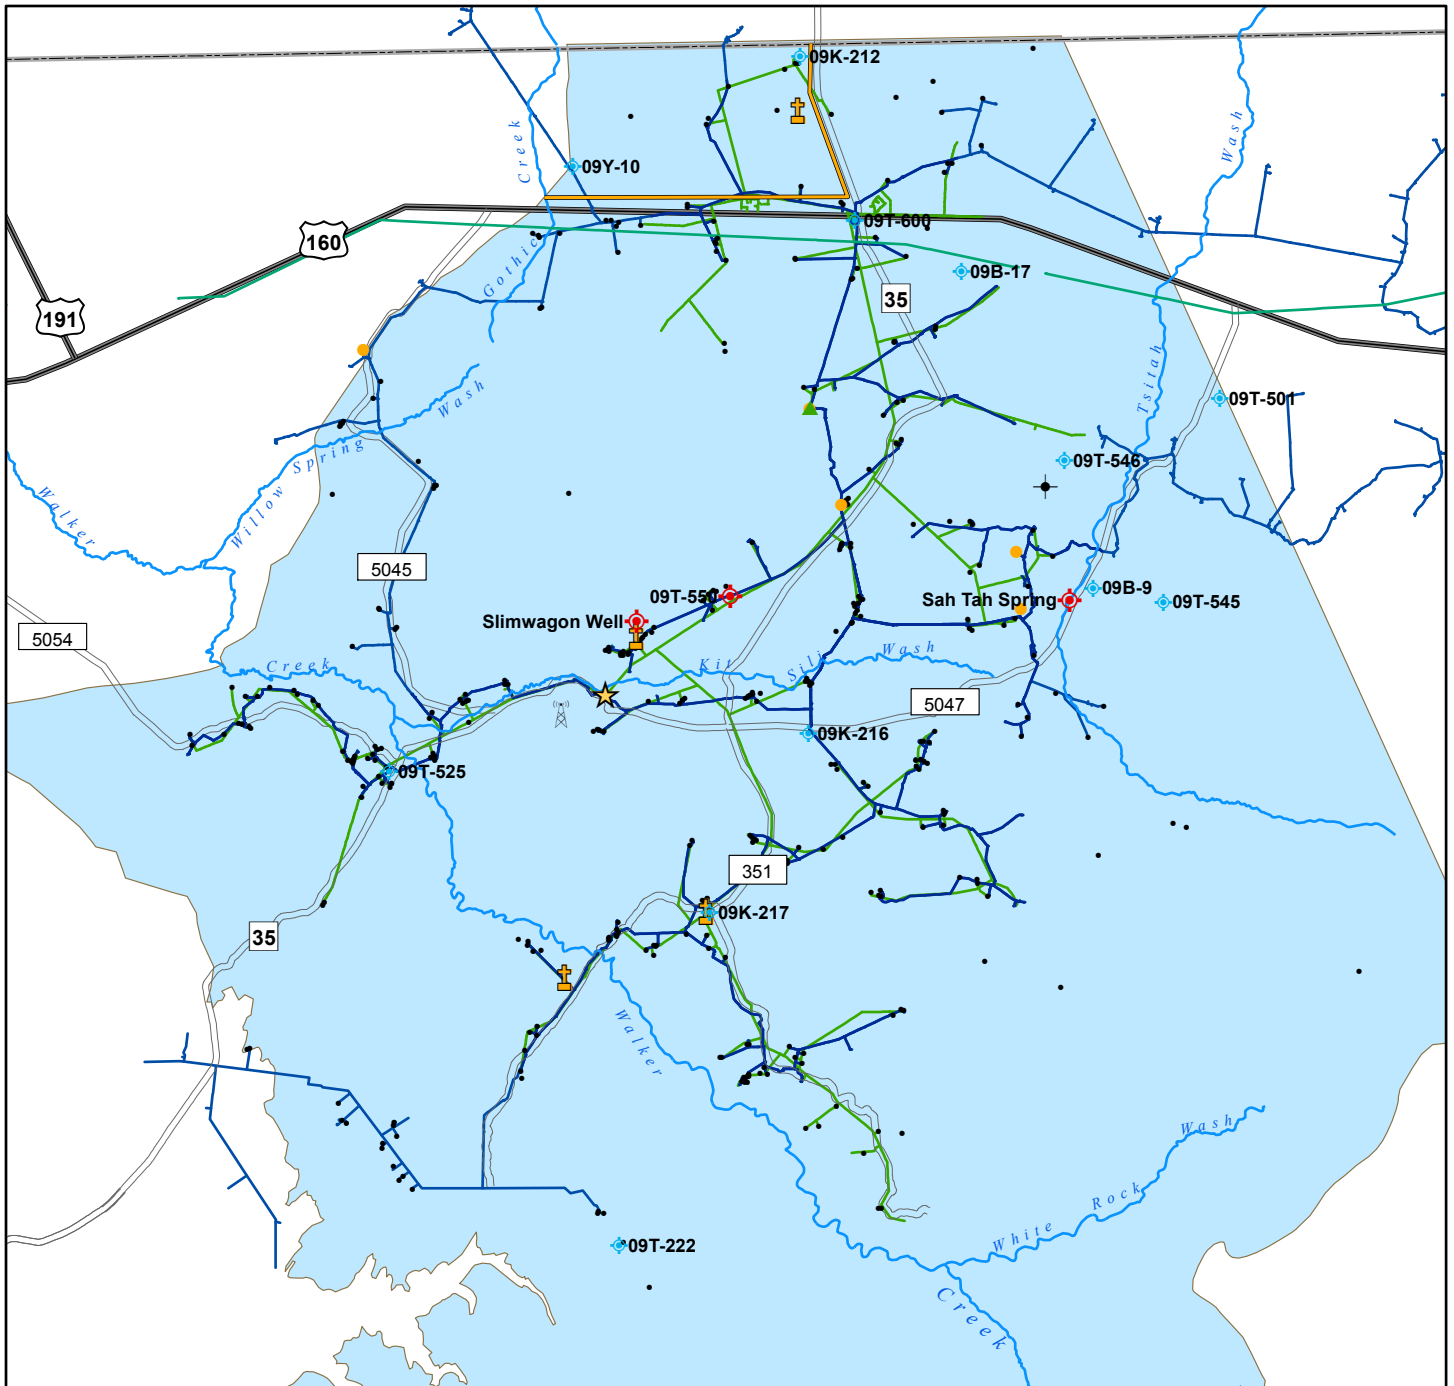 09K-212
Creek
Wash
09Y-10
160
09T-600
Gothic
09B-17
35
191
Tsitah
09T-501
Wash
Willow Spring
09T-546
Walker
5045
09T-550
Sah Tah Spring
09B-9
09T-545
Slimwagon Well
5054
Creek
Kit Sili Wash
5047
09K-216
09T-525
351
09K-217
35
Walker
Wash
Rock
White
09T-222
Creek